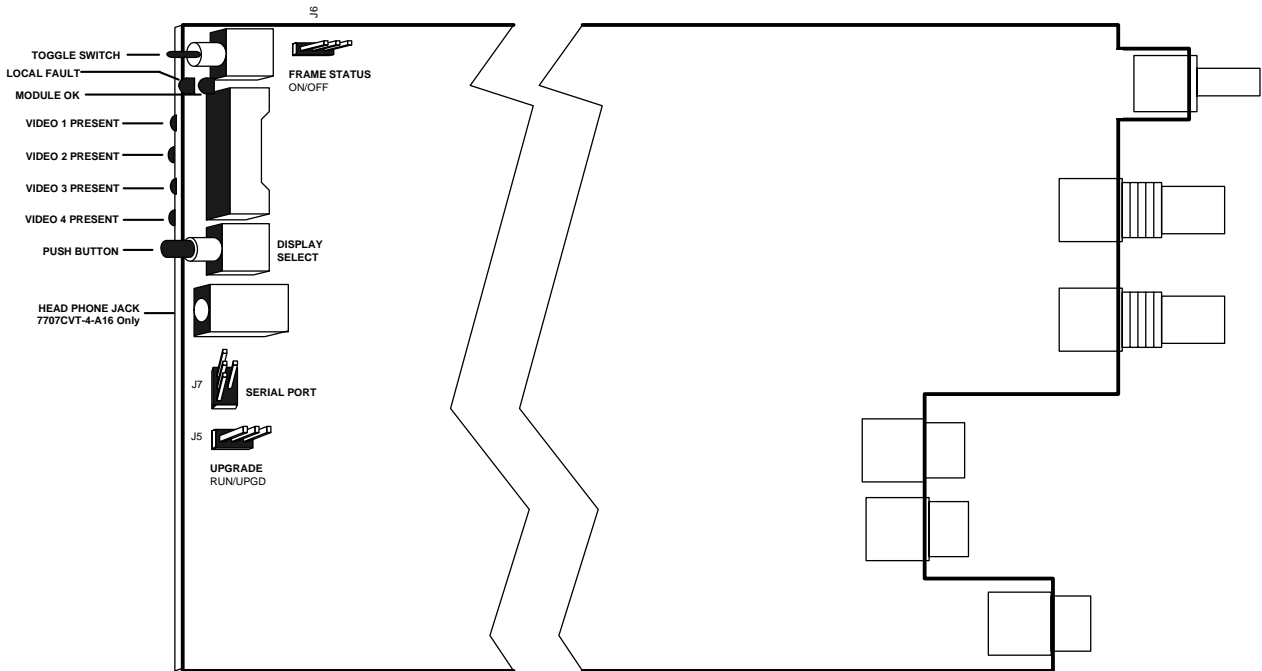 J6
TOGGLE SWITCH
LOCAL FAULT
MODULE OK
FRAME STATUS
ON/OFF
VIDEO 1 PRESENT
VIDEO 2 PRESENT
VIDEO 3 PRESENT
VIDEO 4 PRESENT
PUSH BUTTON
DISPLAY
SELECT
HEAD PHONE JACK
7707CVT-4-A16 Only
J7
SERIAL PORT
J5
UPGRADE
RUN/UPGD